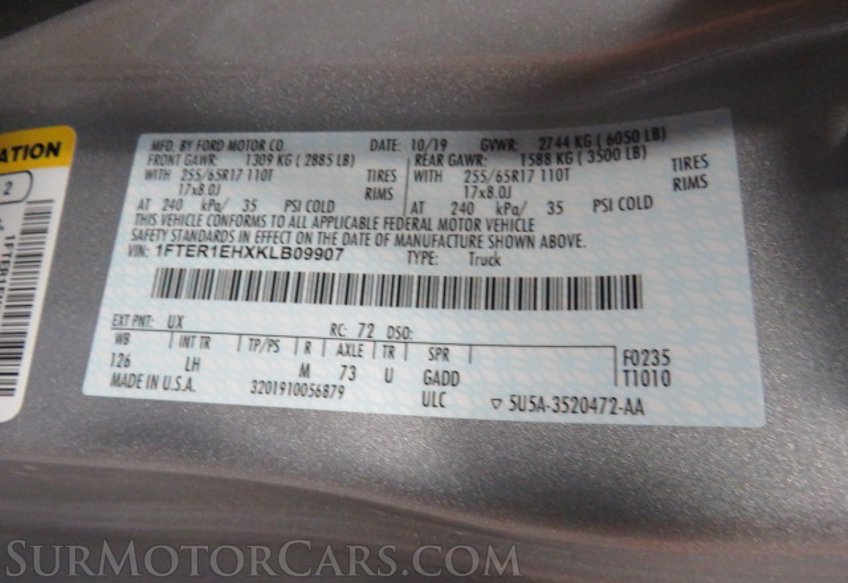 ATION
2
1FTER1EHX
MFD. BY FORD MOTOR CO. DATE: 10/19 GVWR: 2744 KG ( 6050 LB)
FRONT GAWR: 1309 KG ( 2885 LB) REAR GAWR: 1588 KG ( 3500 LB)
WITH 255/65R17 110T TIRES WITH 255/65R17 110T TIRES
17x8.0J RIMS 17x8.0J RIMS
AT 240 kPa/ 35 PSI COLD AT 240 kPa/ 35 PSI COLD
THIS VEHICLE CONFORMS TO ALL APPLICABLE FEDERAL MOTOR VEHICLE
SAFETY STANDARDS IN EFFECT ON THE DATE OF MANUFACTURE SHOWN ABOVE.
VIN: 1FTER1EHXKLB09907 TYPE: Truck
EXT PNT: UX RC: 72 DSO:
WB INT TR TP/PS R AXLE TR SPR F0235
126 LH M 73 U GADD T1010
MADE IN U.S.A. 3201910056879 ULC ▽ 5U5A-3520472-AA
SURMOTORCARS.COM